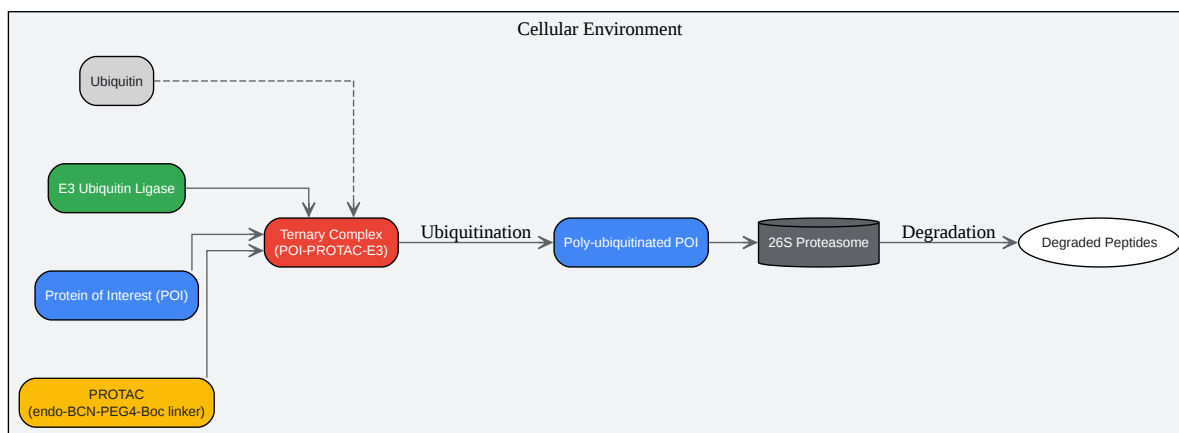 Cellular Environment
Ubiquitin
E3 Ubiquitin Ligase
Ternary Complex
(POI-PROTAC-E3)
Ubiquitination
Poly-ubiquitinated POI
26S Proteasome
Degradation
Degraded Peptides
Protein of Interest (POI)
PROTAC
(endo-BCN-PEG4-Boc linker)